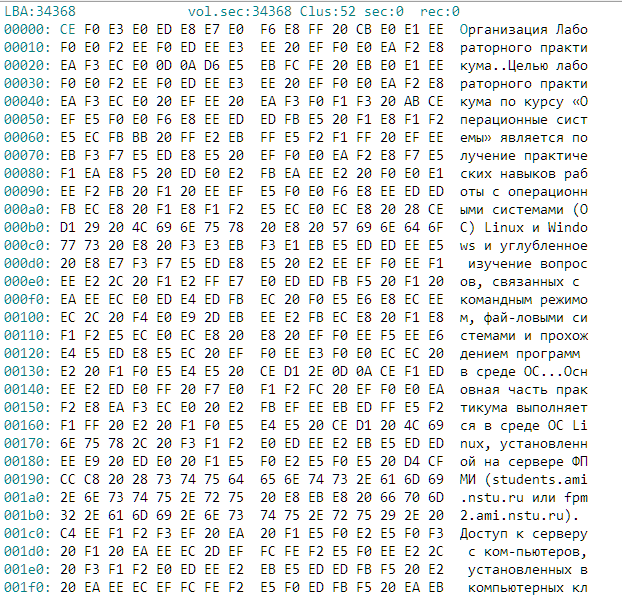 LBA:34368 vol.sec:34368 Clus:52 sec:0 rec:0
00000: CE F0 E3 E0 ED E8 E7 E0 F6 E8 FF 20 CB E0 E1 EE Организация Лабо
00010: F0 E0 F2 EE F0 ED EE E3 EE 20 EF F0 E0 EA F2 E8 раторного практи
00020: EA F3 EC E0 0D 0A D6 E5 EB FC FE 20 EB E0 E1 EE кума..Целью лабо
00030: F0 E0 F2 EE F0 ED EE E3 EE 20 EF F0 E0 EA F2 E8 раторного практи
00040: EA F3 EC E0 20 EF EE 20 EA F3 F0 F1 F3 20 AB CE кума по курсу «О
00050: EF E5 F0 E0 F6 E8 EE ED ED FB E5 20 F1 E8 F1 F2 перационные сист
00060: E5 EC FB BB 20 FF E2 EB FF E5 F2 F1 FF 20 EF EE емы» является по
00070: EB F3 F7 E5 ED E8 E5 20 EF F0 E0 EA F2 E8 F7 E5 лучение практиче
00080: F1 EA E8 F5 20 ED E0 E2 FB EA EE E2 20 F0 E0 E1 ских навыков раб
00090: EE F2 FB 20 F1 20 EE EF E5 F0 E0 F6 E8 EE ED ED оты с операционн
000a0: FB EC E8 20 F1 E8 F1 F2 E5 EC E0 EC E8 20 28 CE ыми системами (О
000b0: D1 29 20 4C 69 6E 75 78 20 E8 20 57 69 6E 64 6F С) Linux и Windo
000c0: 77 73 20 E8 20 F3 E3 EB F3 E1 EB E5 ED ED EE E5 ws и углубленное
000d0: 20 E8 E7 F3 F7 E5 ED E8 E5 20 E2 EE EF F0 EE F1 изучение вопрос
000e0: EE E2 2C 20 F1 E2 FF E7 E0 ED ED FB F5 20 F1 20 ов, связанных с
000f0: EA EE EC E0 ED E4 ED FB EC 20 F0 E5 E6 E8 EC EE командным режимо
00100: EC 2C 20 F4 E0 E9 2D EB EE E2 FB EC E8 20 F1 E8 м, фай-ловыми си
00110: F1 F2 E5 EC E0 EC E8 20 E8 20 EF F0 EE F5 EE E6 стемами и прохож
00120: E4 E5 ED E8 E5 EC 20 EF F0 EE E3 F0 E0 EC EC 20 дением программ
00130: E2 20 F1 F0 E5 E4 E5 20 CE D1 2E 0D 0A CE F1 ED в среде ОС...Осн
00140: EE E2 ED E0 FF 20 F7 E0 F1 F2 FC 20 EF F0 E0 EA овная часть прак
00150: F2 E8 EA F3 EC E0 20 E2 FB EF EE EB ED FF E5 F2 тикума выполняет
00160: F1 FF 20 E2 20 F1 F0 E5 E4 E5 20 CE D1 20 4C 69 ся в среде ОС Li
00170: 6E 75 78 2C 20 F3 F1 F2 E0 ED EE E2 EB E5 ED ED nux, установленн
00180: EE E9 20 ED E0 20 F1 E5 F0 E2 E5 F0 E5 20 D4 CF ой на сервере ФП
00190: CC C8 20 28 73 74 75 64 65 6E 74 73 2E 61 6D 69 МИ (students.ami
001a0: 2E 6E 73 74 75 2E 72 75 20 E8 EB E8 20 66 70 6D .nstu.ru или fpm
001b0: 32 2E 61 6D 69 2E 6E 73 74 75 2E 72 75 29 2E 20 2.ami.nstu.ru).
001c0: C4 EE F1 F2 F3 EF 20 EA 20 F1 E5 F0 E2 E5 F0 F3 Доступ к серверу
001d0: 20 F1 20 EA EE EC 2D EF FC FE F2 E5 F0 EE E2 2C с ком-пьютеров,
001e0: 20 F3 F1 F2 E0 ED EE E2 EB E5 ED ED FB F5 20 E2 установленных в
001f0: 20 EA EE EC EF FC FE F2 E5 F0 ED FB F5 20 EA EB компьютерных кл